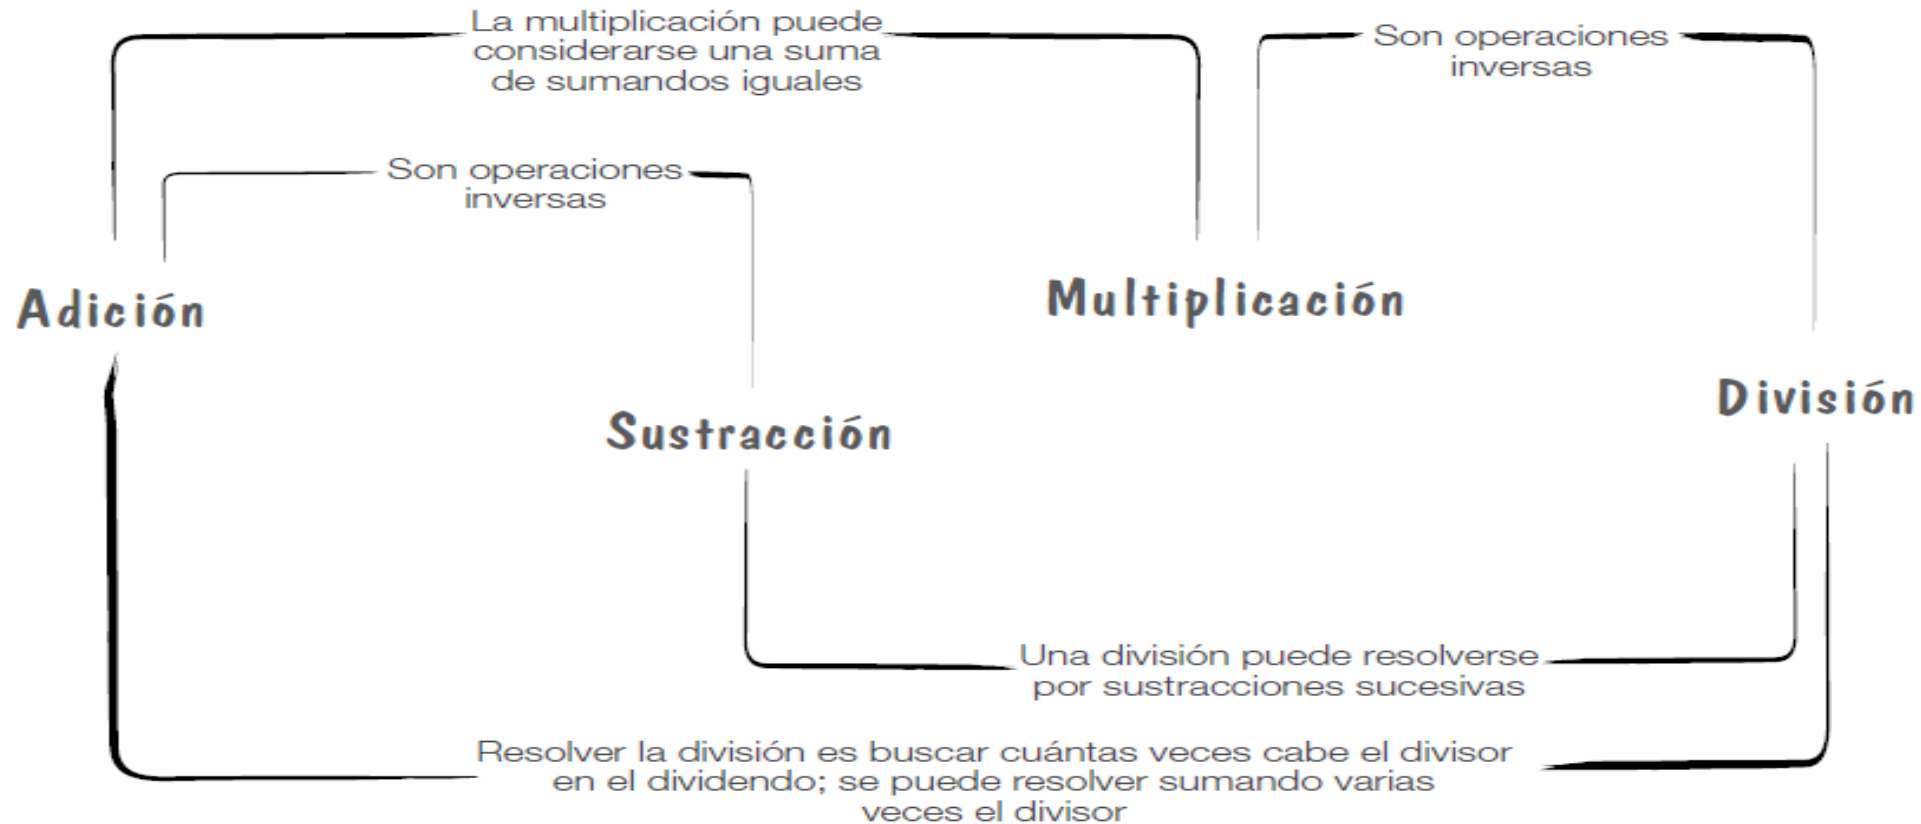 La multiplicación puede
considerarse una suma
de sumandos iguales
Son operaciones
inversas
Son operaciones
inversas
Adición
Multiplicación
División
Sustracción
Una división puede resolverse
por sustracciones sucesivas
Resolver la división es buscar cuántas veces cabe el divisor
en el dividendo; se puede resolver sumando varias
veces el divisor